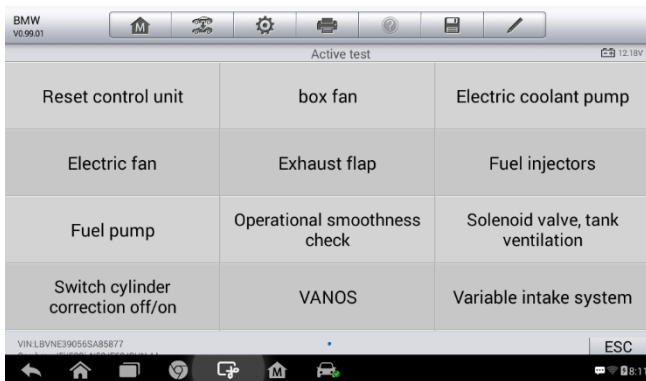 BMW
V0.99.01
Active test
12.18V
Reset control unit
box fan
Electric coolant pump
Electric fan
Exhaust flap
Fuel injectors
Fuel pump
Operational smoothness
check
Solenoid valve, tank
ventilation
Switch cylinder
correction off/on
VANOS
Variable intake system
VIN:LBVNE39056SA85877
ESC
8:11